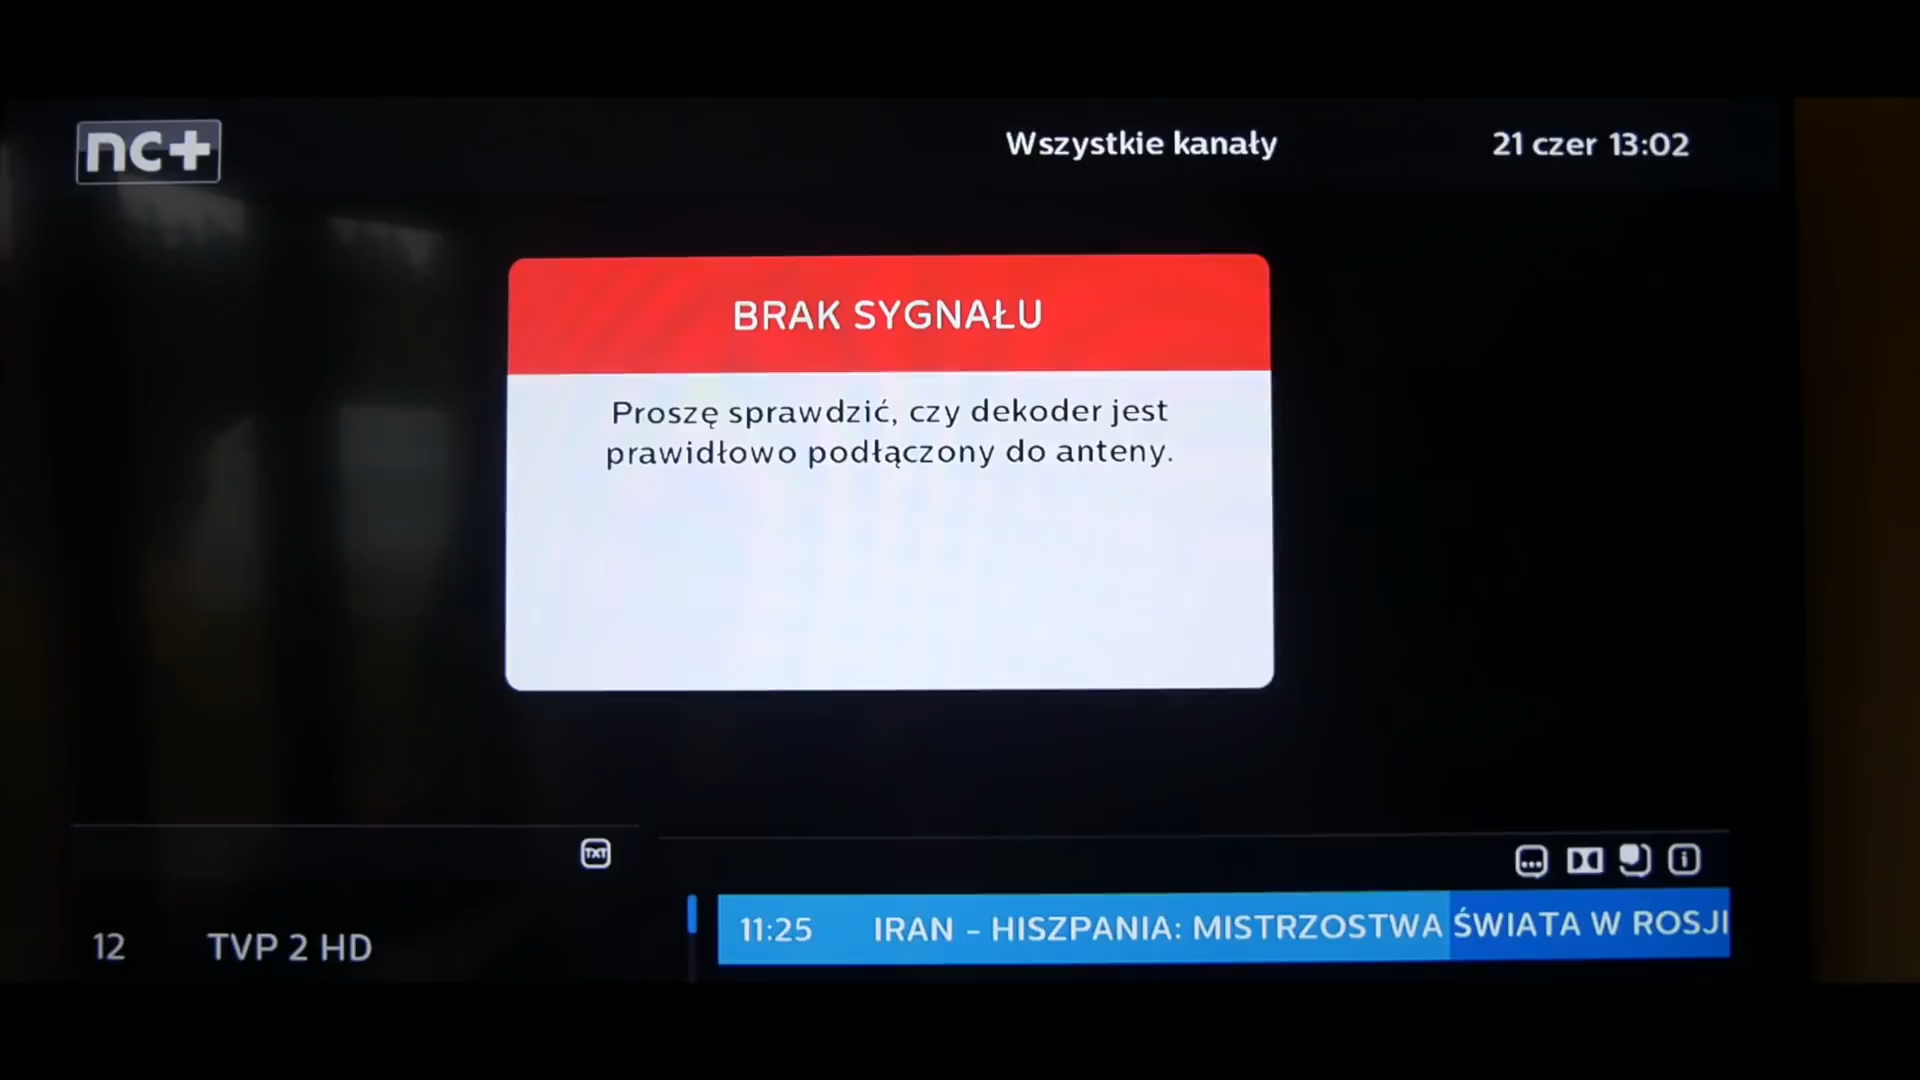 nc+
Wszystkie kanały
21 czer 13:02
BRAK SYGNAŁU
Proszę sprawdzić, czy dekoder jest
prawidłowo podłączony do anteny.
TXT
12 TVP 2 HD
11:25 IRAN - HISZPANIA: MISTRZOSTWA ŚWIATA W ROSJI